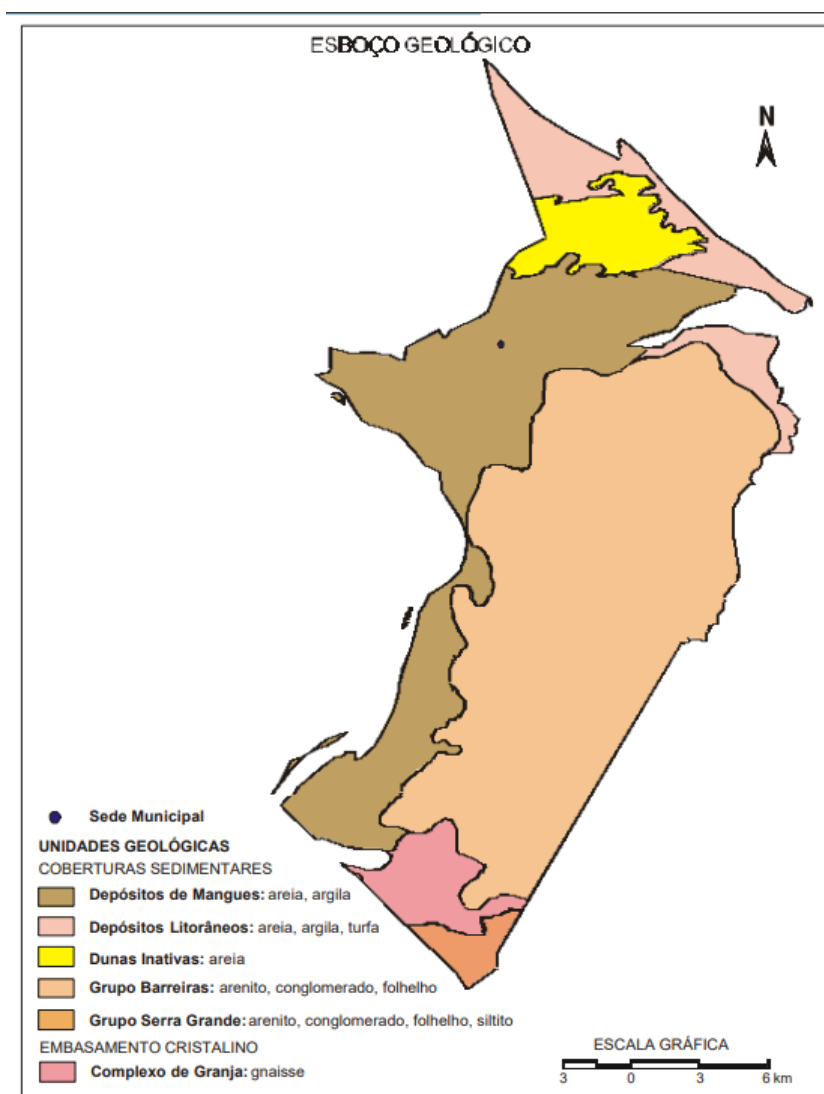 ESBOÇO GEOLÓGICO
N
Sede Municipal
UNIDADES GEOLÓGICAS
COBERTURAS SEDIMENTARES
Depósitos de Mangues: areia, argila
Depósitos Litorâneos: areia, argila, turfa
Dunas Inativas: areia
Grupo Barreiras: arenito, conglomerado, folhelho
Grupo Serra Grande: arenito, conglomerado, folhelho, siltito
EMBASAMENTO CRISTALINO
Complexo de Granja: gnaisse
ESCALA GRÁFICA
3 0 3 6 km